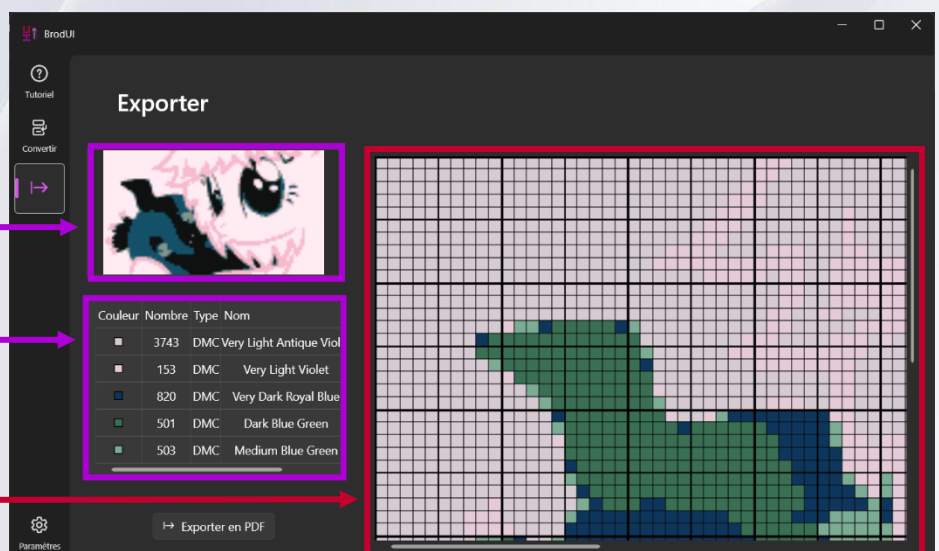 BrodUI
Tutoriel
Convertir
Exporter
Couleur Nombre Type Nom
3743 DMC Very Light Antique Viol
153 DMC Very Light Violet
820 DMC Very Dark Royal Blue
501 DMC Dark Blue Green
503 DMC Medium Blue Green
Exporter en PDF
Paramètres